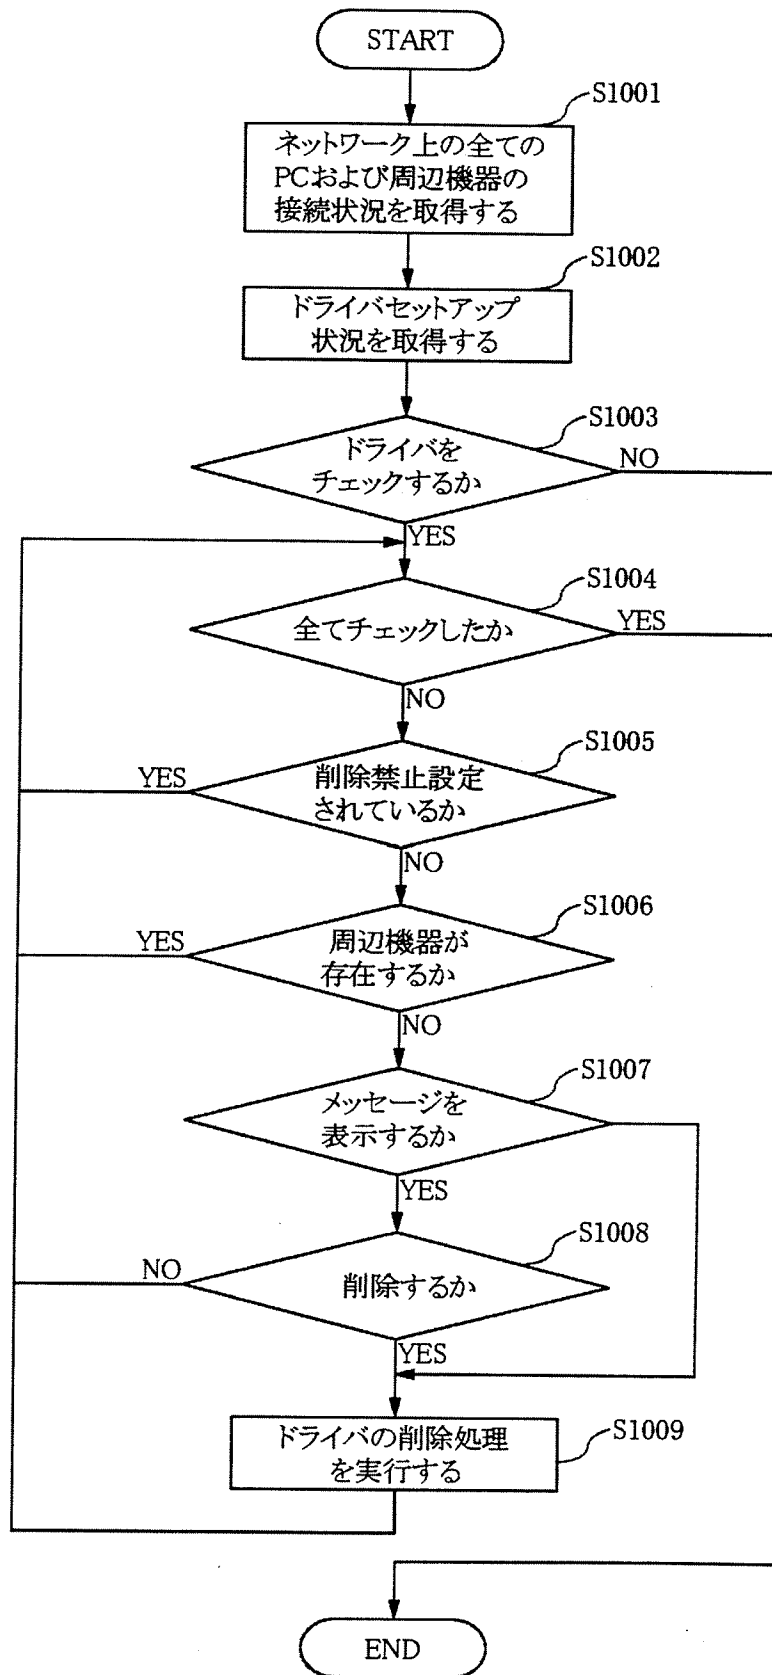 START
S1001
ネットワーク上の全ての
PCおよび周辺機器の
接続状況を取得する
S1002
ドライバセットアップ
状況を取得する
S1003
ドライバを
チェックするか
NO
YES
S1004
全てチェックしたか
YES
NO
S1005
YES
削除禁止設定
されているか
NO
S1006
YES
周辺機器が
存在するか
NO
S1007
メッセージを
表示するか
YES
S1008
NO
削除するか
YES
S1009
ドライバの削除処理
を実行する
END